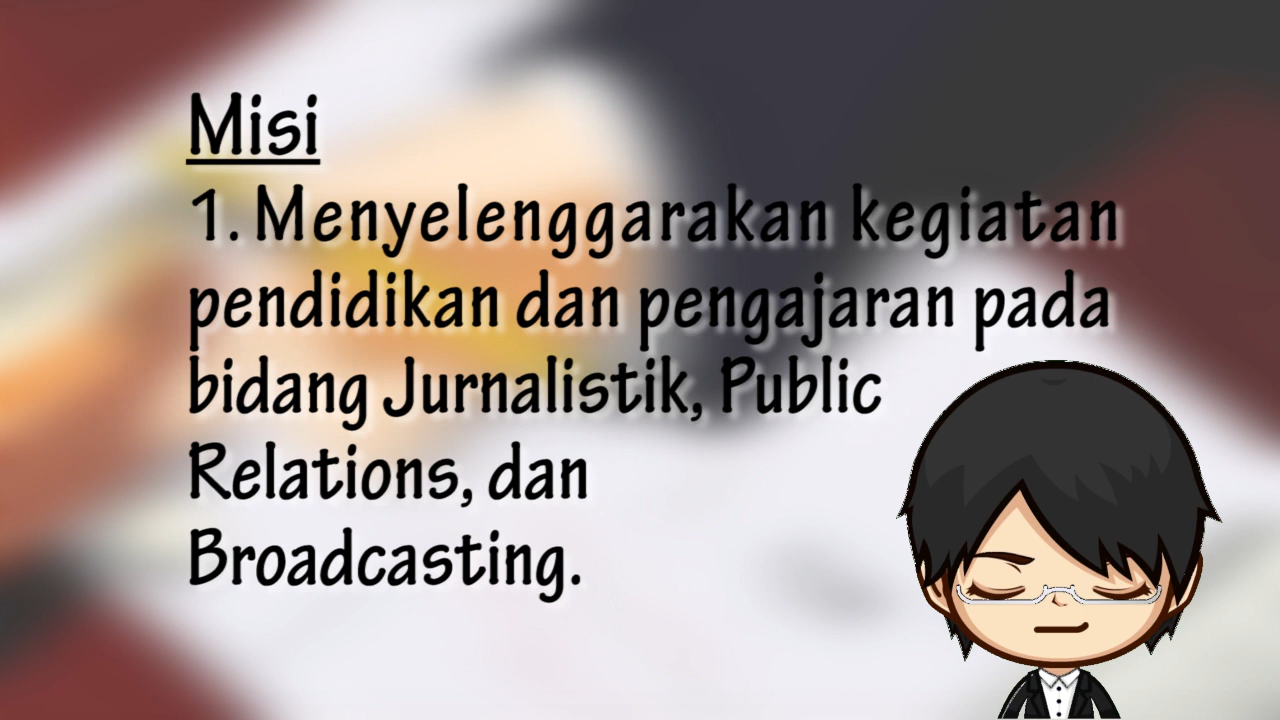 Misi
1. Menyelenggarakan kegiatan
pendidikan dan pengajaran pada
bidang Jurnalistik, Public
Relations, dan
Broadcasting.